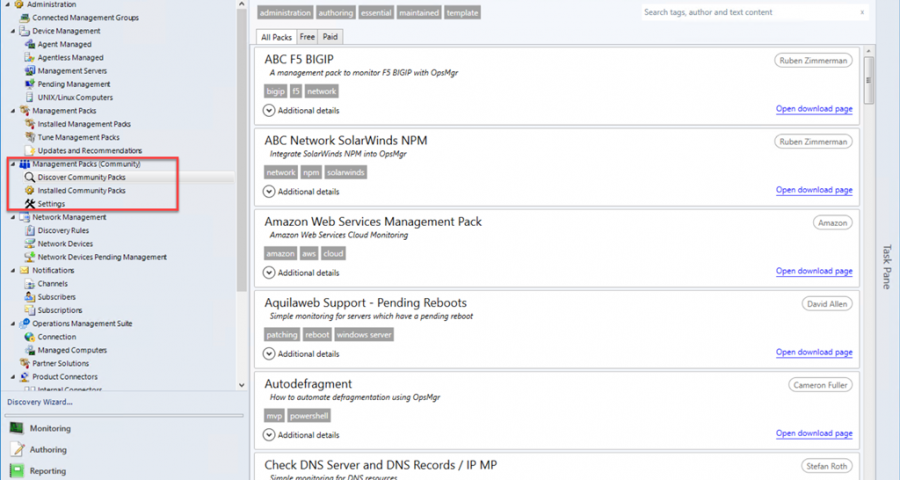 Administration
Connected Management Groups
Device Management
Agent Managed
Agentless Managed
Management Servers
Pending Management
UNIX/Linux Computers
Management Packs
Installed Management Packs
Tune Management Packs
Updates and Recommendations
Management Packs (Community)
Discover Community Packs
Installed Community Packs
Settings
Network Management
Discovery Rules
Network Devices
Network Devices Pending Management
Notifications
Channels
Subscribers
Subscriptions
Operations Management Suite
Connection
Managed Computers
Partner Solutions
Product Connectors
Internal Connectors
Discovery Wizard...
Monitoring
Authoring
Reporting
administration authoring essential maintained template
Search tags, author and text content x
All Packs Free Paid
ABC F5 BIGIP Ruben Zimmerman
A management pack to monitor F5 BIGIP with OpsMgr
bigip f5 network
Additional details Open download page
ABC Network SolarWinds NPM Ruben Zimmerman
Integrate SolarWinds NPM into OpsMgr
network npm solarwinds
Additional details Open download page
Amazon Web Services Management Pack Amazon
Amazon Web Services Cloud Monitoring
amazon aws cloud
Additional details Open download page
Aquilaweb Support - Pending Reboots David Allen
Simple monitoring for servers which have a pending reboot
patching reboot windows server
Additional details Open download page
Autodefragment Cameron Fuller
How to automate defragmentation using OpsMgr
mvp powershell
Additional details Open download page
Check DNS Server and DNS Records / IP MP Stefan Roth
Simple monitoring for DNS resources
Task Pane